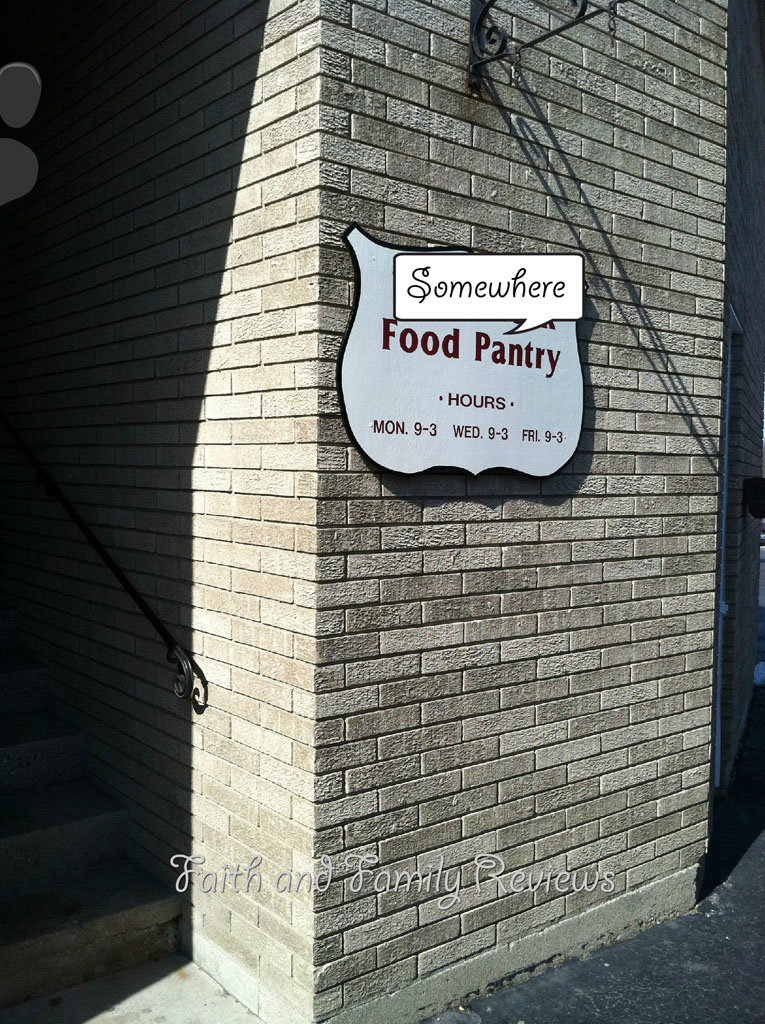 Somewhere
Food Pantry
· HOURS ·
MON. 9-3 WED. 9-3 FRI. 9-3
Faith and Family Reviews